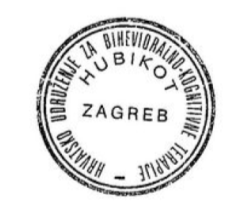 HRVATSKO UDRUŽENJE ZA BIHEVIORALNO-KOGNITIVNE TERAPIJE
HUBIKOT
ZAGREB